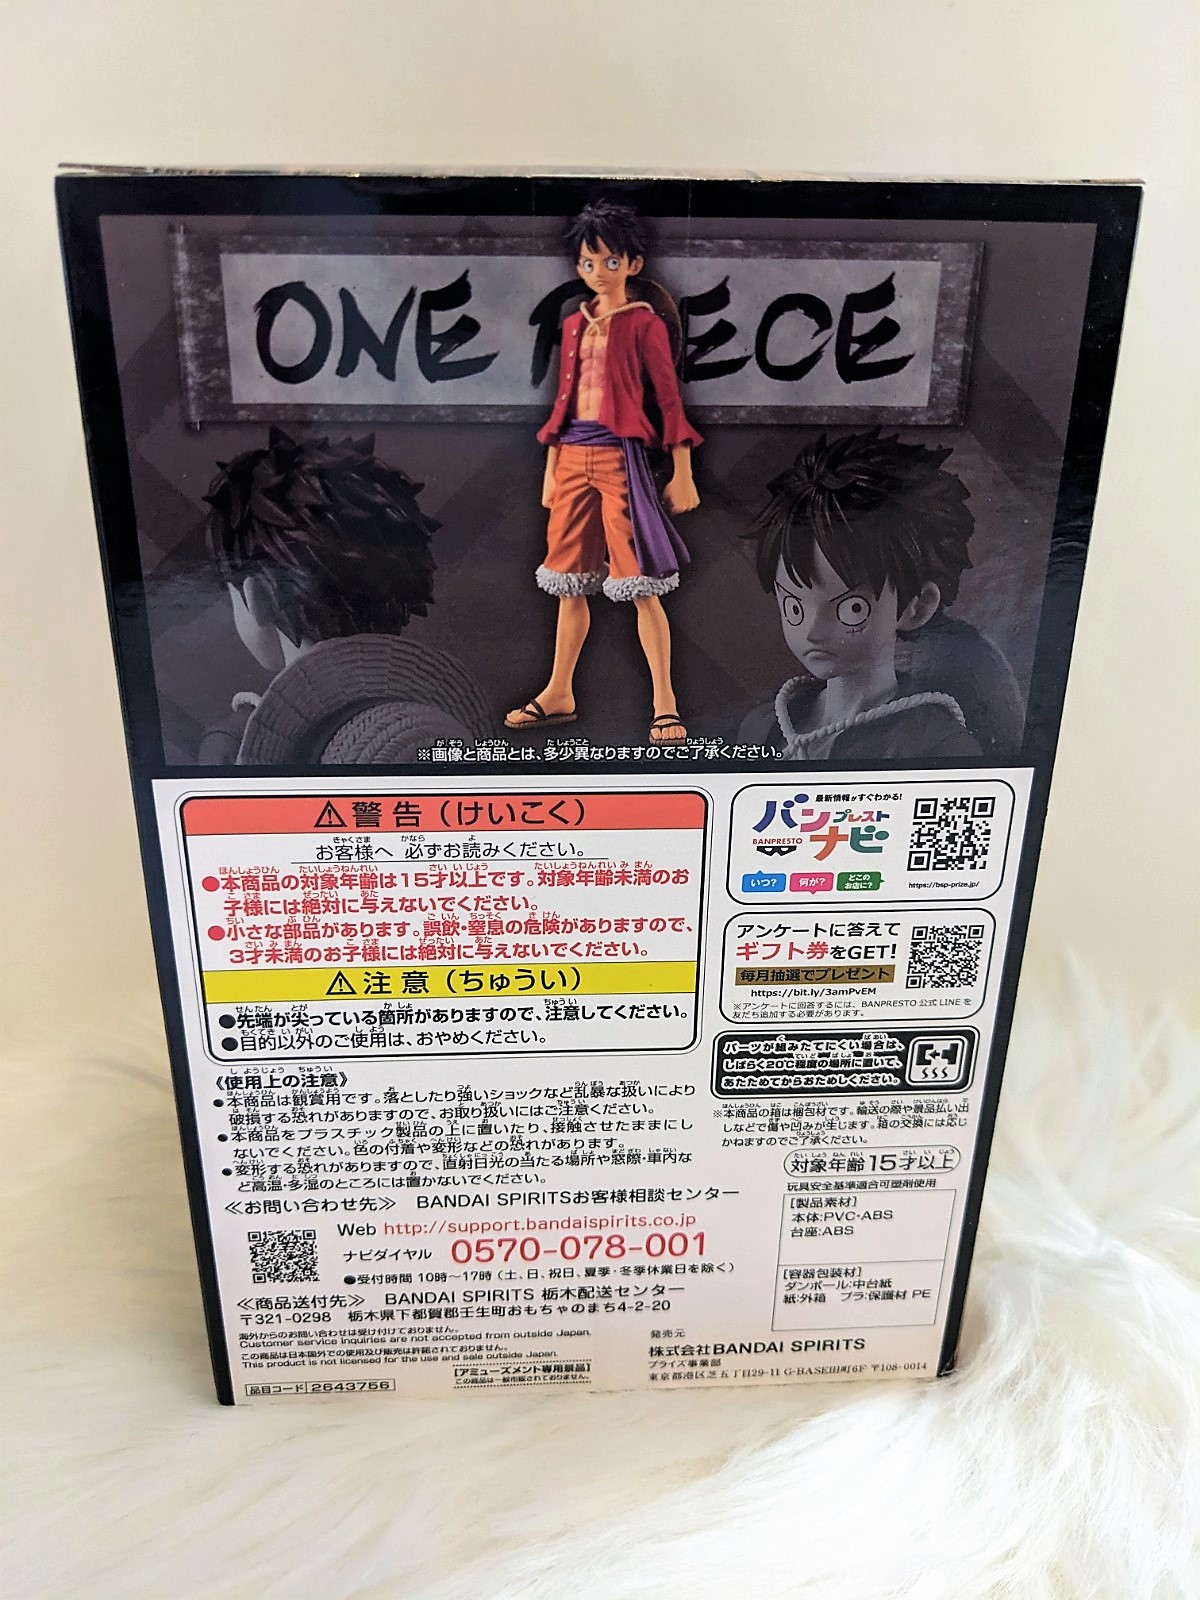 ONE PIECE
※画像と商品とは、多少異なりますのでご了承ください。
⚠警告（けいこく）
お客様へ 必ずお読みください。
●本商品の対象年齢は15才以上です。対象年齢未満のお
子様には絶対に与えないでください。
●小さな部品があります。誤飲・窒息の危険がありますので、
3才未満のお子様には絶対に与えないでください。
⚠注意（ちゅうい）
●先端が尖っている箇所がありますので、注意してください。
●目的以外のご使用は、おやめください。
《使用上の注意》
●本商品は観賞用です。落としたり強いショックなど乱暴な扱いにより
破損する恐れがありますので、お取り扱いにはご注意ください。
●本商品をプラスチック製品の上に置いたり、接触させたままにし
ないでください。色の付着や変形などの恐れがあります。
●変形する恐れがありますので、直射日光の当たる場所や窓際・車内な
ど高温・多湿のところには置かないでください。
≪お問い合わせ先≫ BANDAI SPIRITSお客様相談センター
Web http://support.bandaispirits.co.jp
ナビダイヤル 0570-078-001
●受付時間 10時～17時（土、日、祝日、夏季・冬季休業日を除く）
≪商品送付先≫ BANDAI SPIRITS 栃木配送センター
〒321-0298 栃木県下都賀郡壬生町おもちゃのまち4-2-20
海外からのお問い合わせは受け付けておりません。
Customer service inquiries are not accepted from outside Japan.
この商品は日本国外での使用及び販売は許諾されておりません。
This product is not licensed for the use and sale outside Japan.
品目コード 2643756
【アミューズメント専用景品】
この商品は一般市販されておりません。
最新情報がすぐわかる!
バンプレストナビ
BANPRESTO
いつ?
何が?
どこのお店に?
https://bsp-prize.jp/
アンケートに答えて
ギフト券をGET!
毎月抽選でプレゼント
https://bit.ly/3amPvEM
※アンケートに回答するには、BANPRESTO 公式 LINE を
友だち追加する必要があります。
パーツが組みたてにくい場合は、
しばらく20℃程度の場所に置いて、
あたためてからおためしください。
※本商品の箱は梱包材です。輸送の際や景品払い出
しなどで傷や凹みが生じます。箱の交換には応じ
かねますのでご了承ください。
対象年齢15才以上
玩具安全基準適合可塑剤使用
［製品素材］
本体:PVC・ABS
台座:ABS
［容器包装材］
ダンボール:中台紙
紙:外箱 プラ:保護材 PE
発売元
株式会社BANDAI SPIRITS
プライズ事業部
東京都港区芝五丁目29-11 G-BASE田町6F 〒108-0014